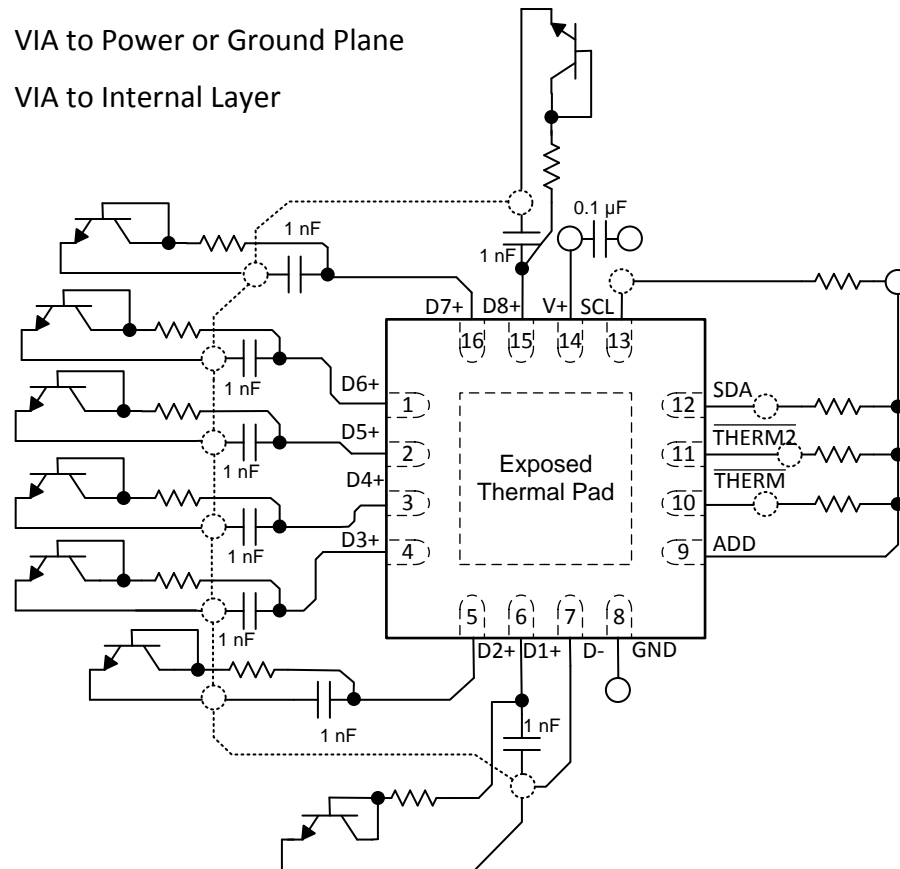 VIA to Power or Ground Plane
VIA to Internal Layer
0.1 µF
1 nF
1 nF
D7+
D8+
V+
SCL
16
15
14
13
D6+
1 nF
1
12
SDA
D5+
1 nF
2
11
THERM2
D4+
1 nF
3
10
THERM
D3+
1 nF
4
9
ADD
Exposed
Thermal Pad
5
6
7
8
D2+
D1+
D-
GND
1 nF
1 nF